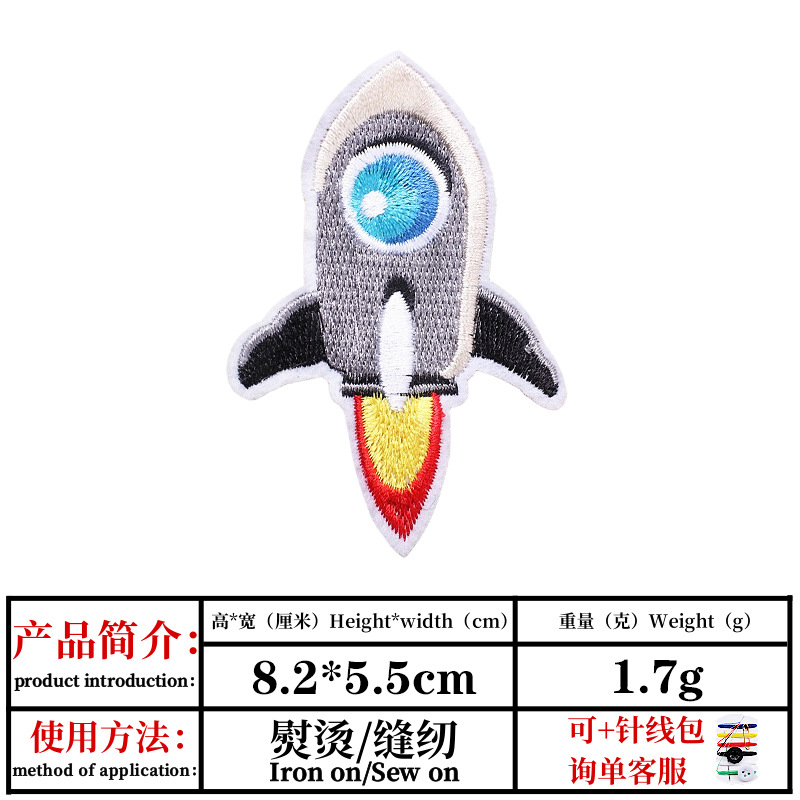 产品简介：
product introduction：
高*宽（厘米）Height*width（cm）
重量（克）Weight（g）
8.2*5.5cm
1.7g
使用方法：
method of application：
熨烫/缝纫
Iron on/Sew on
可+针线包
询单客服